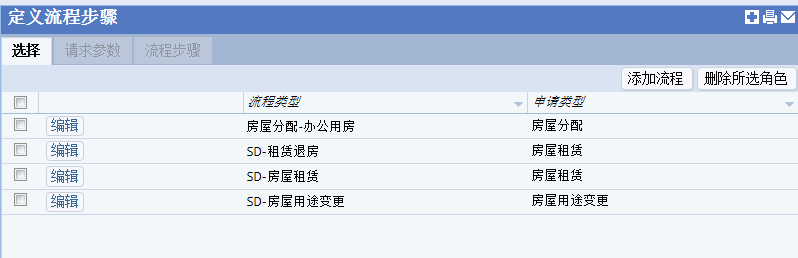 定义流程步骤
选择 请求参数 流程步骤
添加流程 删除所选角色
流程类型 申请类型
编辑 房屋分配-办公用房 房屋分配
编辑 SD-租赁退房 房屋租赁
编辑 SD-房屋租赁 房屋租赁
编辑 SD-房屋用途变更 房屋用途变更